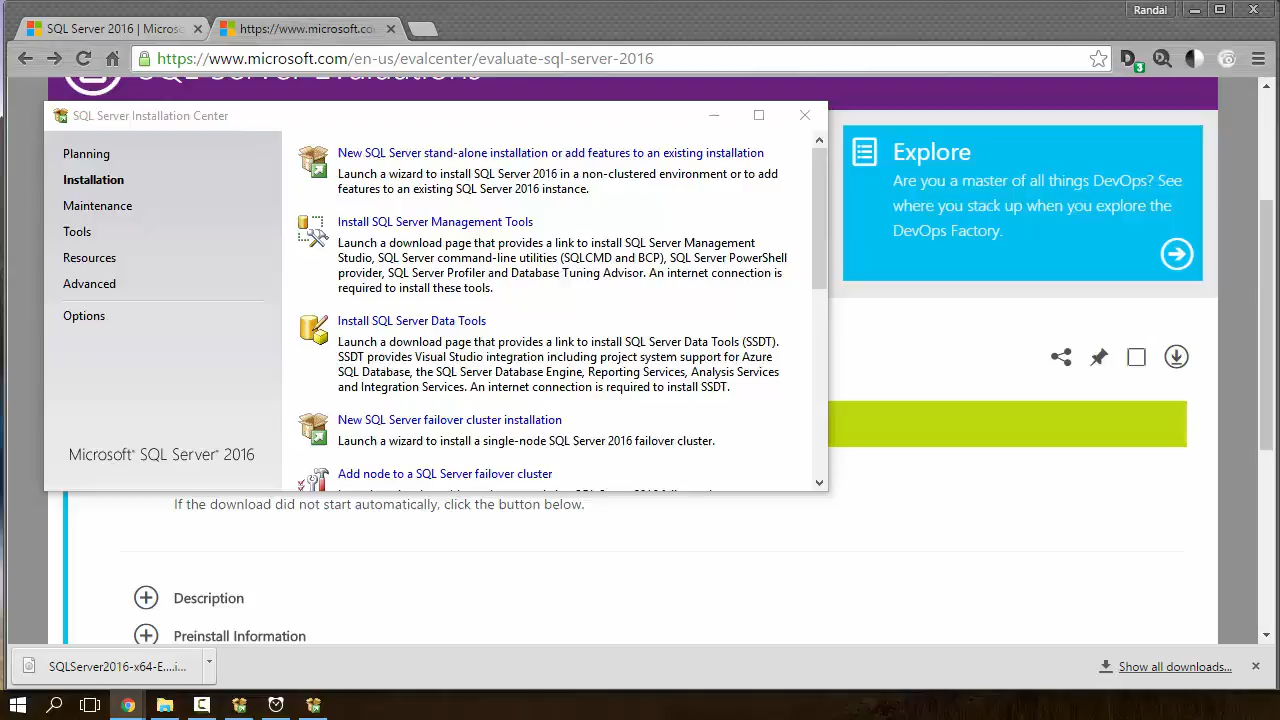 Randal
SQL Server 2016 | Micros
https://www.microsoft.co
https://www.microsoft.com/en-us/evalcenter/evaluate-sql-server-2016
3
SQL Server Evaluations
SQL Server Installation Center
Planning
Installation
Maintenance
Tools
Resources
Advanced
Options
Microsoft® SQL Server® 2016
New SQL Server stand-alone installation or add features to an existing installation
Launch a wizard to install SQL Server 2016 in a non-clustered environment or to add
features to an existing SQL Server 2016 instance.
Install SQL Server Management Tools
Launch a download page that provides a link to install SQL Server Management
Studio, SQL Server command-line utilities (SQLCMD and BCP), SQL Server PowerShell
provider, SQL Server Profiler and Database Tuning Advisor. An internet connection is
required to install these tools.
Install SQL Server Data Tools
Launch a download page that provides a link to install SQL Server Data Tools (SSDT).
SSDT provides Visual Studio integration including project system support for Azure
SQL Database, the SQL Server Database Engine, Reporting Services, Analysis Services
and Integration Services. An internet connection is required to install SSDT.
New SQL Server failover cluster installation
Launch a wizard to install a single-node SQL Server 2016 failover cluster.
Add node to a SQL Server failover cluster
Explore
Are you a master of all things DevOps? See
where you stack up when you explore the
DevOps Factory.
If the download did not start automatically, click the button below.
Description
Preinstall Information
SQLServer2016-x64-E....i...
Show all downloads...